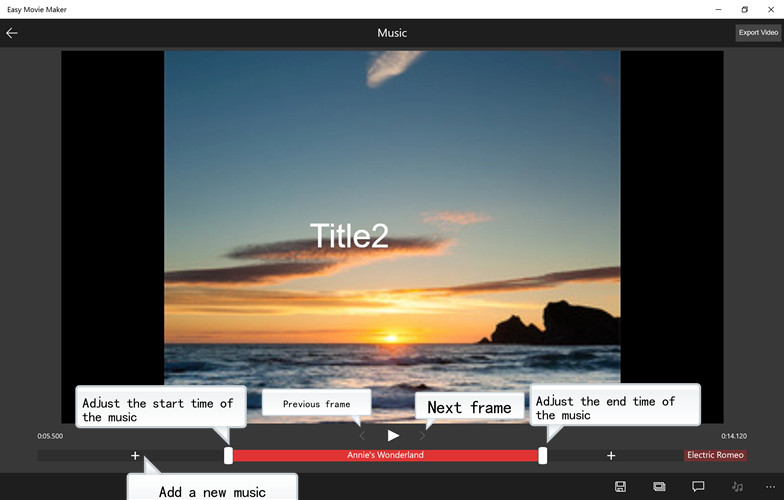 Easy Movie Maker
Music
Export Video
Title2
Adjust the start time of
the music
Previous frame
Next frame
Adjust the end time of
the music
0:05.500
0:14.120
Annie's Wonderland
Electric Romeo
Add a new music